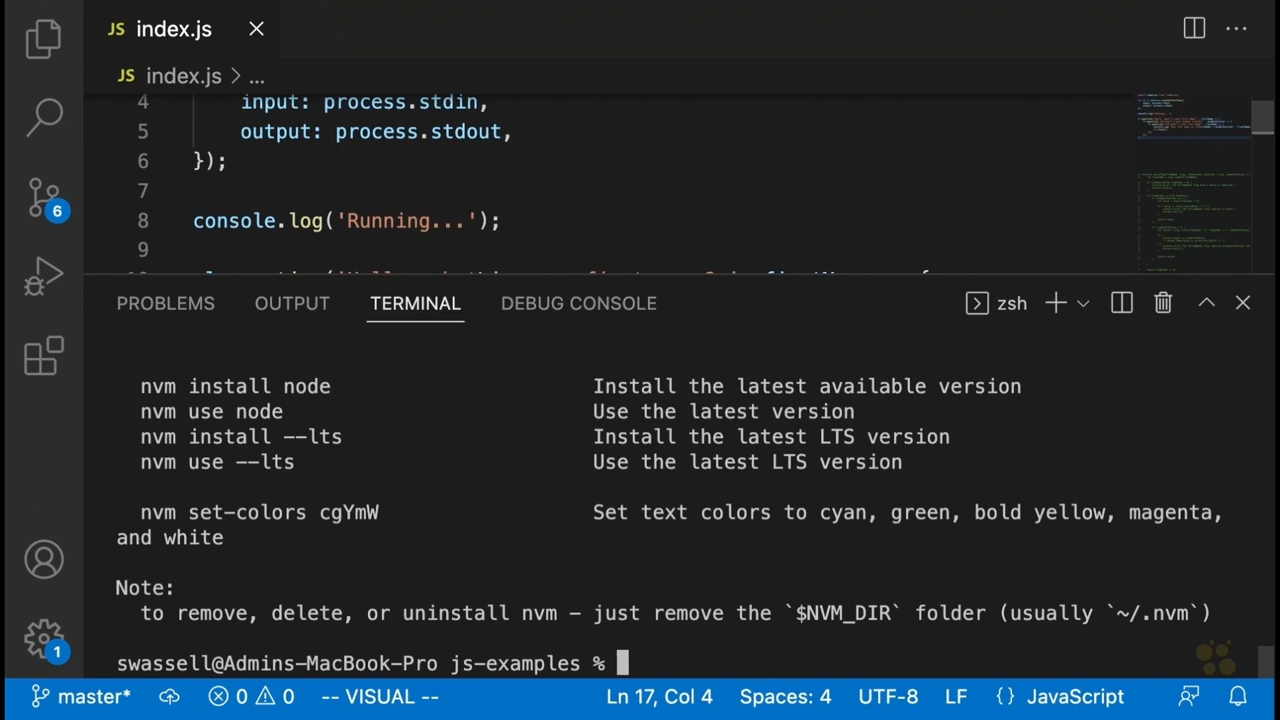 JS index.js
JS index.js > ...
4 input: process.stdin,
5 output: process.stdout,
6 });
7
8 console.log('Running...');
9
PROBLEMS OUTPUT TERMINAL DEBUG CONSOLE zsh
nvm install node Install the latest available version
nvm use node Use the latest version
nvm install --lts Install the latest LTS version
nvm use --lts Use the latest LTS version
nvm set-colors cgYmW Set text colors to cyan, green, bold yellow, magenta,
and white
Note:
to remove, delete, or uninstall nvm - just remove the `$NVM_DIR` folder (usually `~/.nvm`)
swassell@Admins-MacBook-Pro js-examples %
6
1
master* 0 0 -- VISUAL -- Ln 17, Col 4 Spaces: 4 UTF-8 LF {} JavaScript